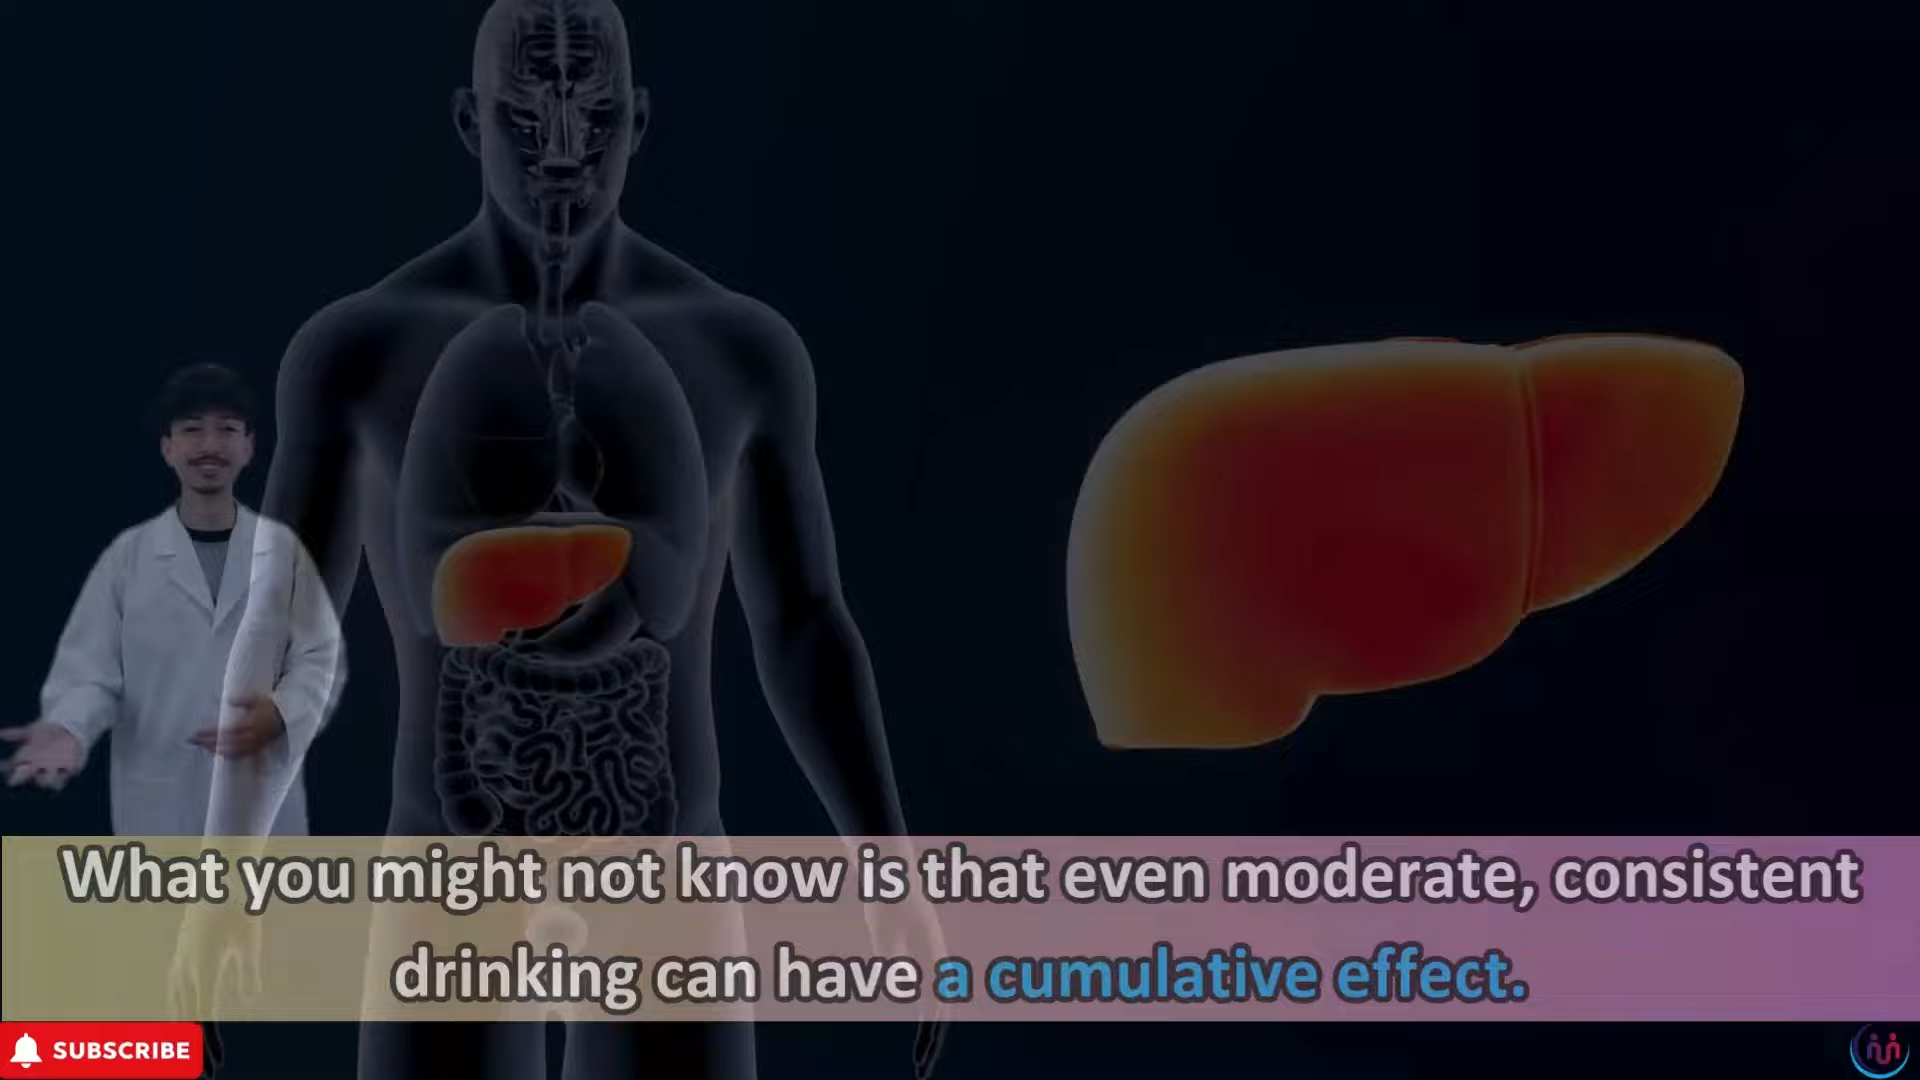 What you might not know is that even moderate, consistent
drinking can have a cumulative effect.
SUBSCRIBE